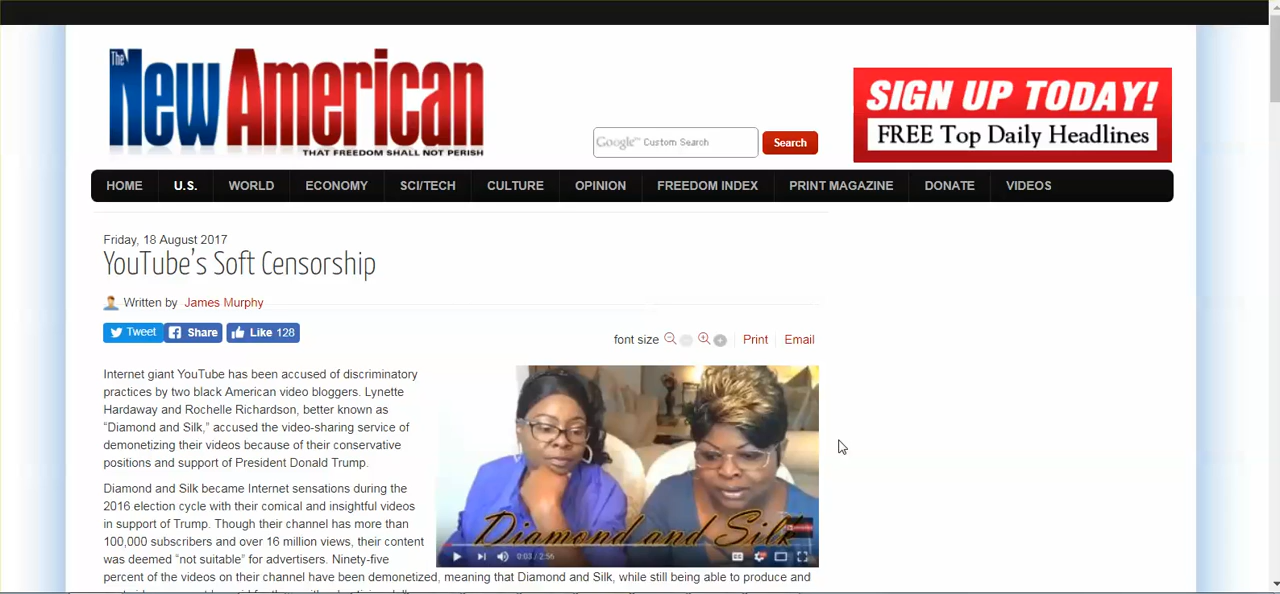 The New American
THAT FREEDOM SHALL NOT PERISH
Google™ Custom Search
Search
SIGN UP TODAY!
FREE Top Daily Headlines
HOME U.S. WORLD ECONOMY SCI/TECH CULTURE OPINION FREEDOM INDEX PRINT MAGAZINE DONATE VIDEOS
Friday, 18 August 2017
YouTube's Soft Censorship
Written by James Murphy
Tweet Share Like 128
font size Print Email
Internet giant YouTube has been accused of discriminatory
practices by two black American video bloggers. Lynette
Hardaway and Rochelle Richardson, better known as
“Diamond and Silk,” accused the video-sharing service of
demonetizing their videos because of their conservative
positions and support of President Donald Trump.
Diamond and Silk
0:03 / 2:56
Diamond and Silk became Internet sensations during the
2016 election cycle with their comical and insightful videos
in support of Trump. Though their channel has more than
100,000 subscribers and over 16 million views, their content
was deemed “not suitable” for advertisers. Ninety-five
percent of the videos on their channel have been demonetized, meaning that Diamond and Silk, while still being able to produce and